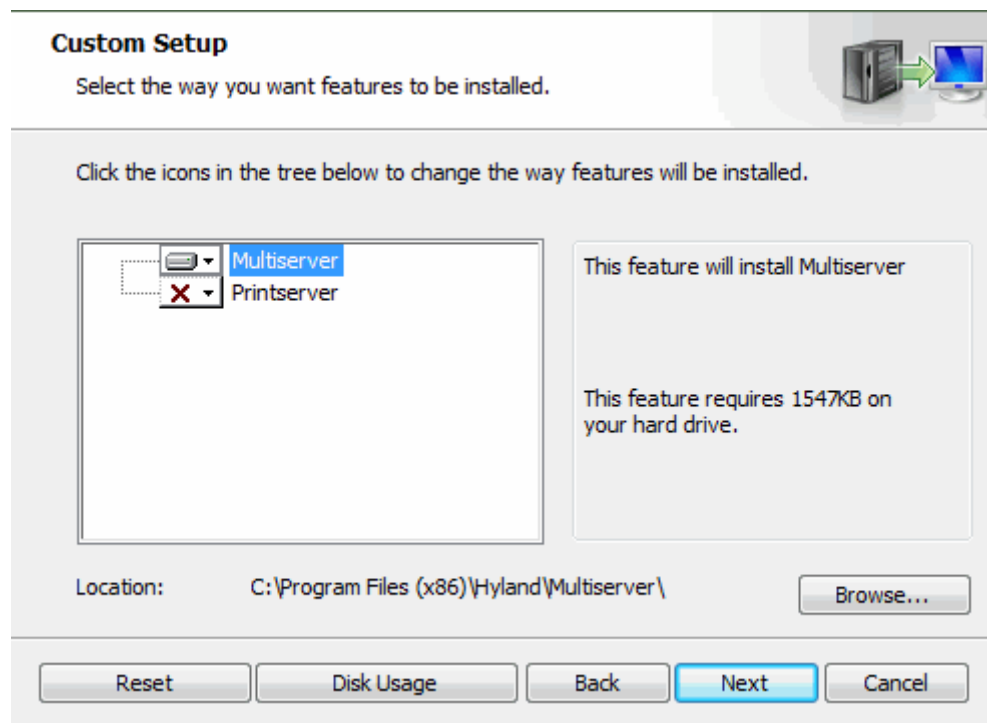 Custom Setup
Select the way you want features to be installed.
Click the icons in the tree below to change the way features will be installed.
Multiserver
Printserver
This feature will install Multiserver
This feature requires 1547KB on
your hard drive.
Location: C:\Program Files (x86)\Hyland\Multiserver\ Browse...
Reset Disk Usage Back Next Cancel